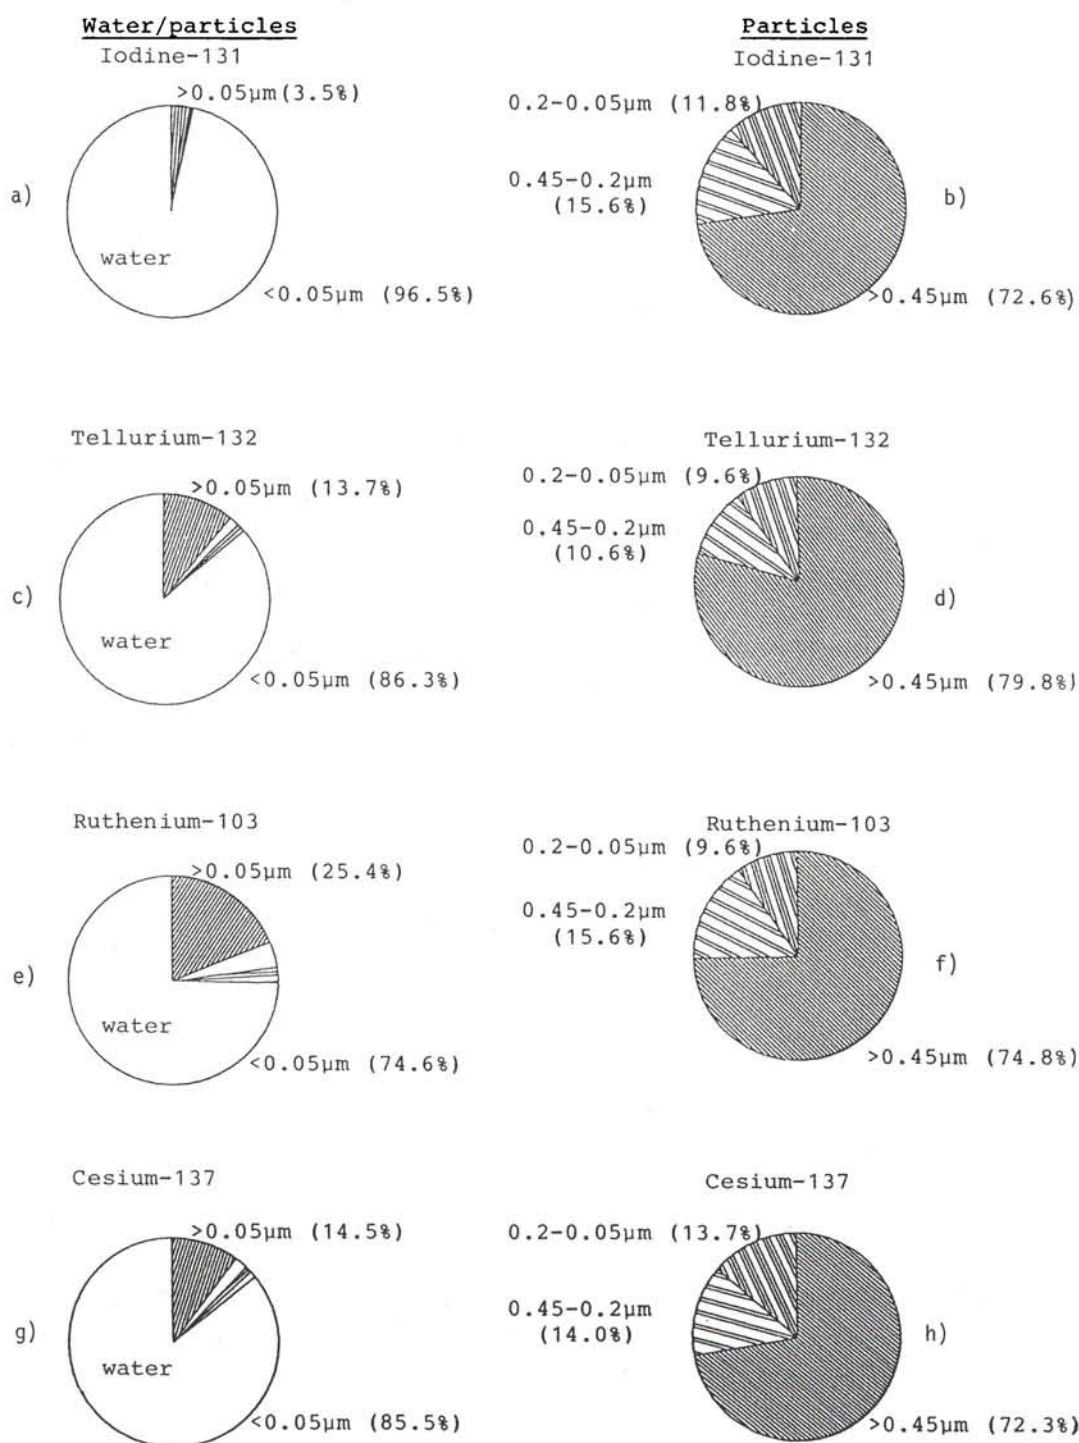 Water/particles
Iodine-131
>0.05µm(3.5%)
a)
water
<0.05µm (96.5%)
Particles
Iodine-131
0.2-0.05µm (11.8%)
0.45-0.2µm
(15.6%)
b)
>0.45µm (72.6%)
Tellurium-132
>0.05µm (13.7%)
c)
water
<0.05µm (86.3%)
Tellurium-132
0.2-0.05µm (9.6%)
0.45-0.2µm
(10.6%)
d)
>0.45µm (79.8%)
Ruthenium-103
>0.05µm (25.4%)
e)
water
<0.05µm (74.6%)
Ruthenium-103
0.2-0.05µm (9.6%)
0.45-0.2µm
(15.6%)
f)
>0.45µm (74.8%)
Cesium-137
>0.05µm (14.5%)
g)
water
<0.05µm (85.5%)
Cesium-137
0.2-0.05µm (13.7%)
0.45-0.2µm
(14.0%)
h)
>0.45µm (72.3%)